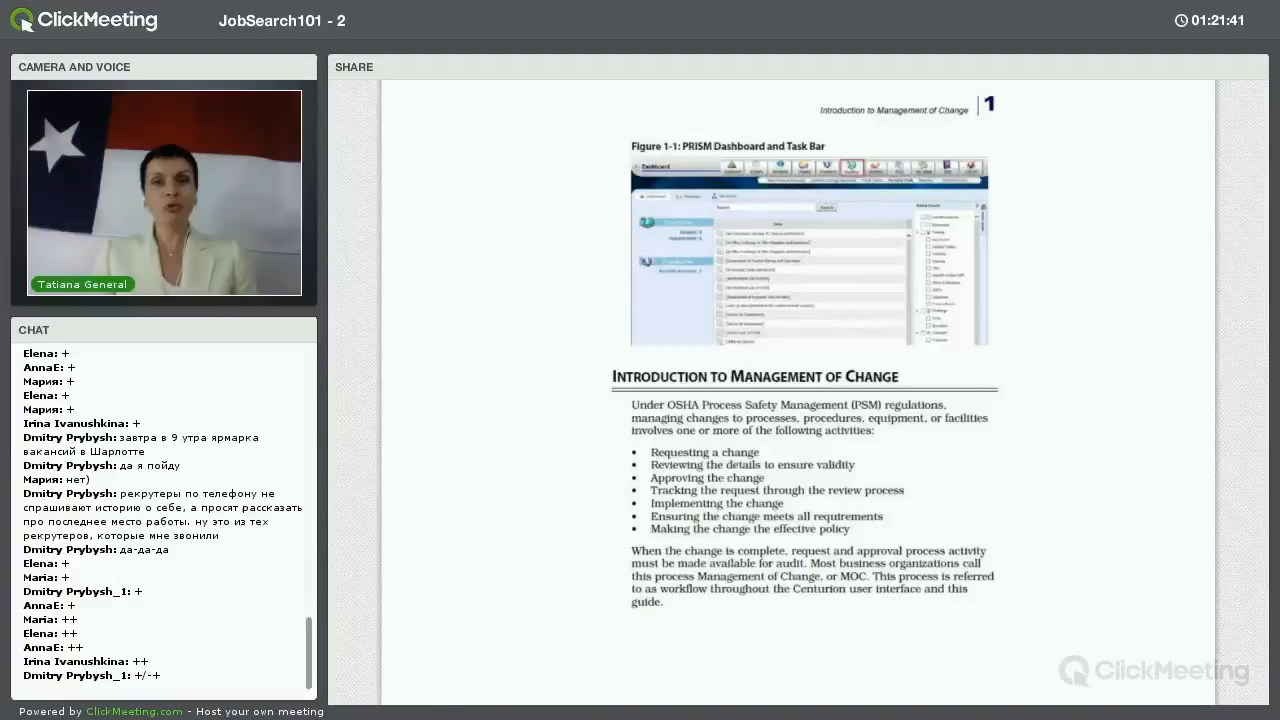 ClickMeeting
JobSearch101 - 2
01:21:41
CAMERA AND VOICE
Tatiana General
CHAT
Elena: +
AnnaE: +
Мария: +
Elena: +
Мария: +
Irina Ivanushkina: +
Dmitry Prybysh: завтра в 9 утра ярмарка
вакансий в Шарлотте
Dmitry Prybysh: да я пойду
Мария: нет)
Dmitry Prybysh: рекрутеры по телефону не
просят историю о себе, просят рассказать
про последнее место работы. ну это из тех
рекрутеров, которые мне звонили
Dmitry Prybysh: да-да-да
Elena: +
Maria: +
Dmitry Prybysh_1: +
AnnaE: +
Maria: ++
Elena: ++
AnnaE: ++
Irina Ivanushkina: ++
Dmitry Prybysh_1: +/-+
SHARE
Introduction to Management of Change
1
Figure 1-1: PRiSM Dashboard and Task Bar
Dashboard
Search
INTRODUCTION TO MANAGEMENT OF CHANGE
Under OSHA Process Safety Management (PSM) regulations,
managing changes to processes, procedures, equipment, or facilities
involves one or more of the following activities:
• Requesting a change
• Reviewing the details to ensure validity
• Approving the change
• Tracking the request through the review process
• Implementing the change
• Ensuring the change meets all requirements
• Making the change the effective policy
When the change is complete, request and approval process activity
must be made available for audit. Most business organizations call
this process Management of Change, or MOC. This process is referred
to as workflow throughout the Centurion user interface and this
guide.
ClickMeeting
Powered by ClickMeeting.com - Host your own meeting